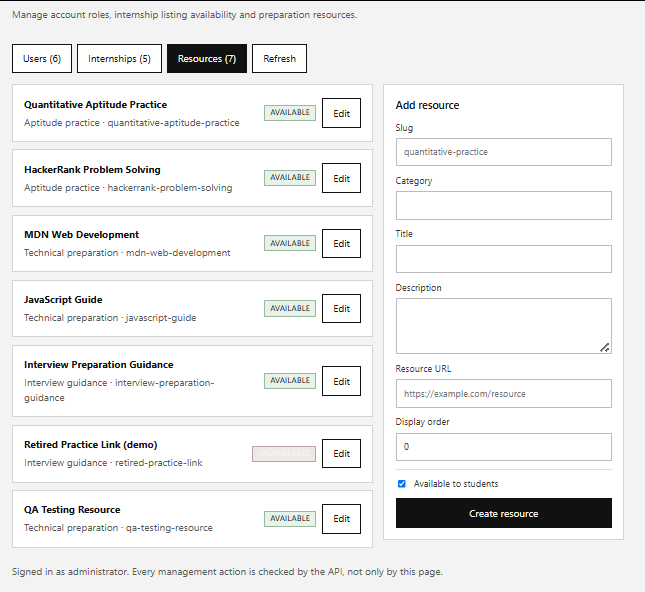 Manage account roles, internship listing availability and preparation resources.
Users (6)
Internships (5)
Resources (7)
Refresh
Quantitative Aptitude Practice
Aptitude practice · quantitative-aptitude-practice
AVAILABLE
Edit
HackerRank Problem Solving
Aptitude practice · hackerrank-problem-solving
AVAILABLE
Edit
MDN Web Development
Technical preparation · mdn-web-development
AVAILABLE
Edit
JavaScript Guide
Technical preparation · javascript-guide
AVAILABLE
Edit
Interview Preparation Guidance
Interview guidance · interview-preparation-
guidance
AVAILABLE
Edit
Retired Practice Link (demo)
Interview guidance · retired-practice-link
UNAVAILABLE
Edit
QA Testing Resource
Technical preparation · qa-testing-resource
AVAILABLE
Edit
Add resource
Slug
quantitative-practice
Category
Title
Description
Resource URL
https://example.com/resource
Display order
0
Available to students
Create resource
Signed in as administrator. Every management action is checked by the API, not only by this page.